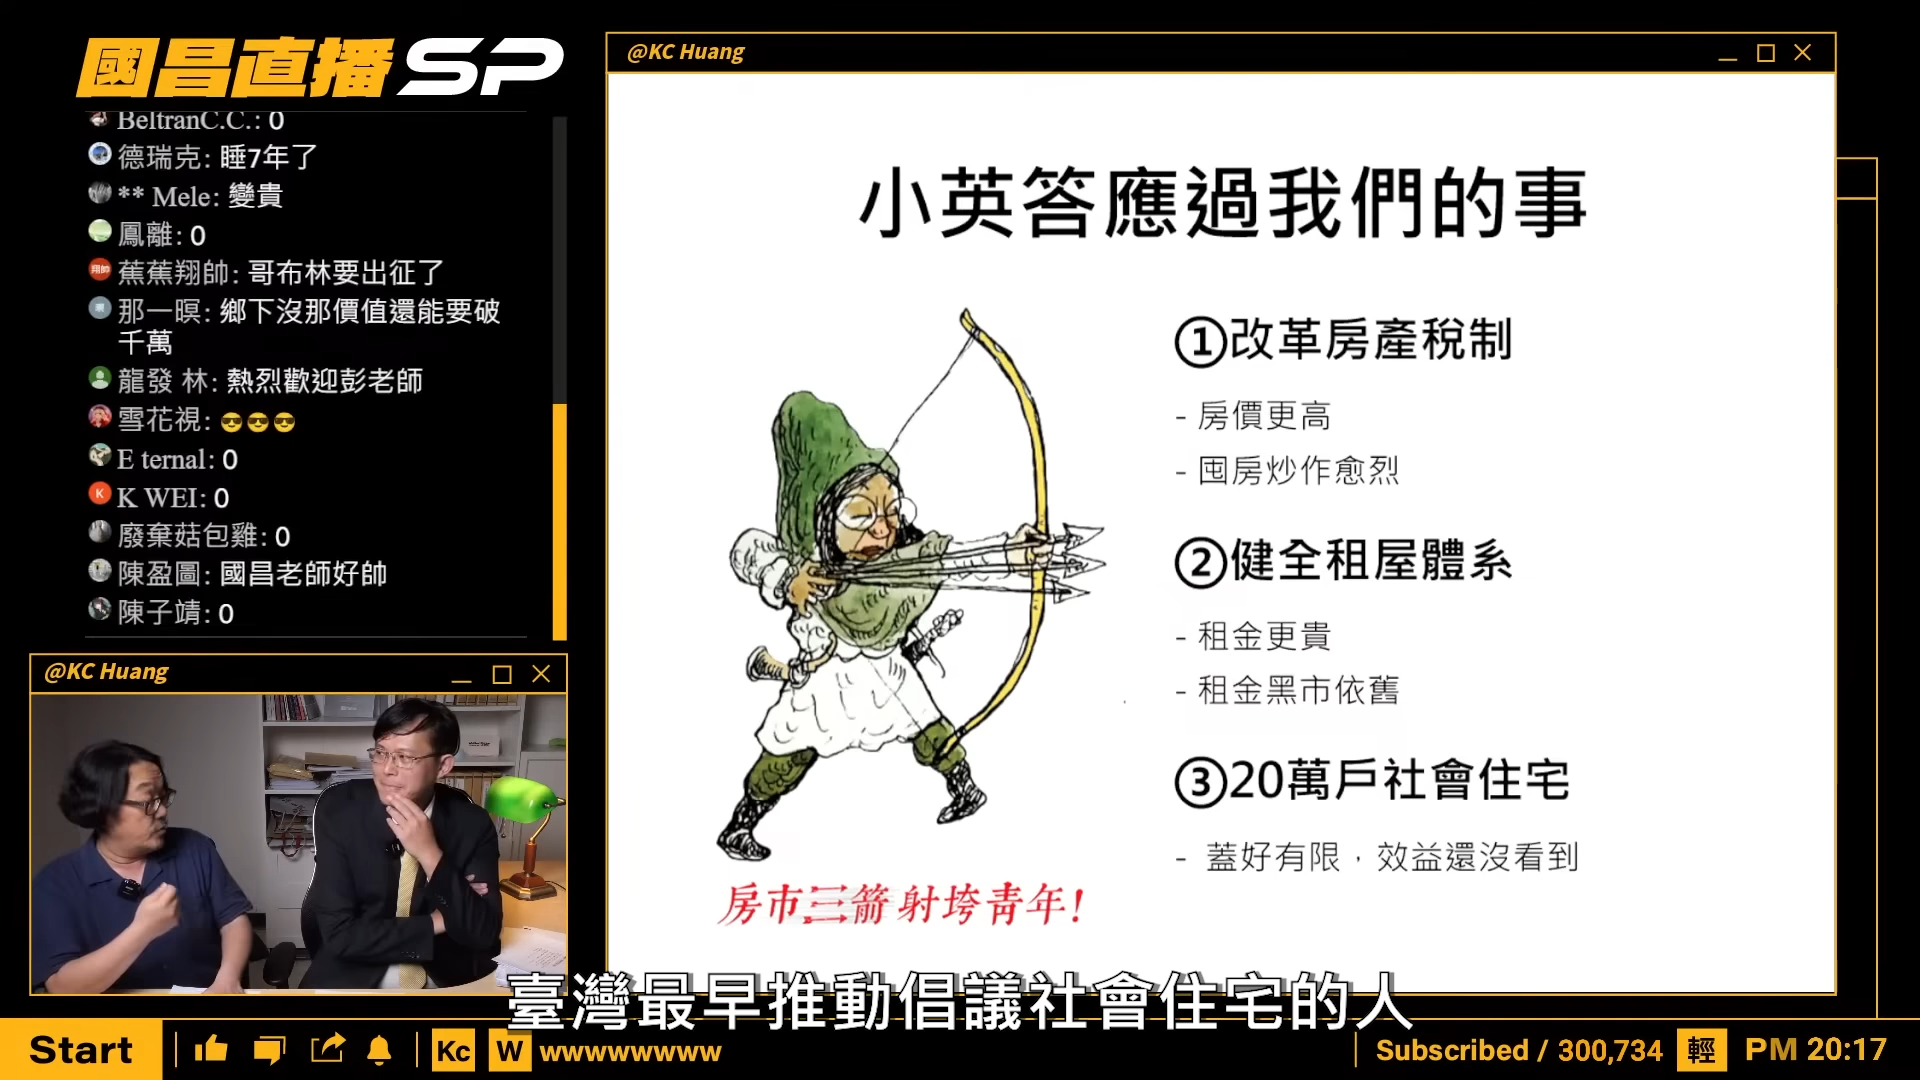 國昌直播SP
BeltranC.C.: 0
德瑞克: 睡7年了
** Mele: 變貴
鳳離: 0
蕉蕉翔帥: 哥布林要出征了
那一暝: 鄉下沒那價值還能要破
千萬
龍發 林: 熱烈歡迎彭老師
雪花視: 😎😎😎
E ternal: 0
K WEI: 0
廢棄菇包雞: 0
陳盈圖: 國昌老師好帥
陳子靖: 0
@KC Huang
@KC Huang
小英答應過我們的事
①改革房產稅制
- 房價更高
- 囤房炒作愈烈
②健全租屋體系
- 租金更貴
- 租金黑市依舊
③20萬戶社會住宅
- 蓋好有限，效益還沒看到
房市三箭射垮青年!
臺灣最早推動倡議社會住宅的人
Start
Kc W wwwwwwwww
Subscribed / 300,734 輕 PM 20:17